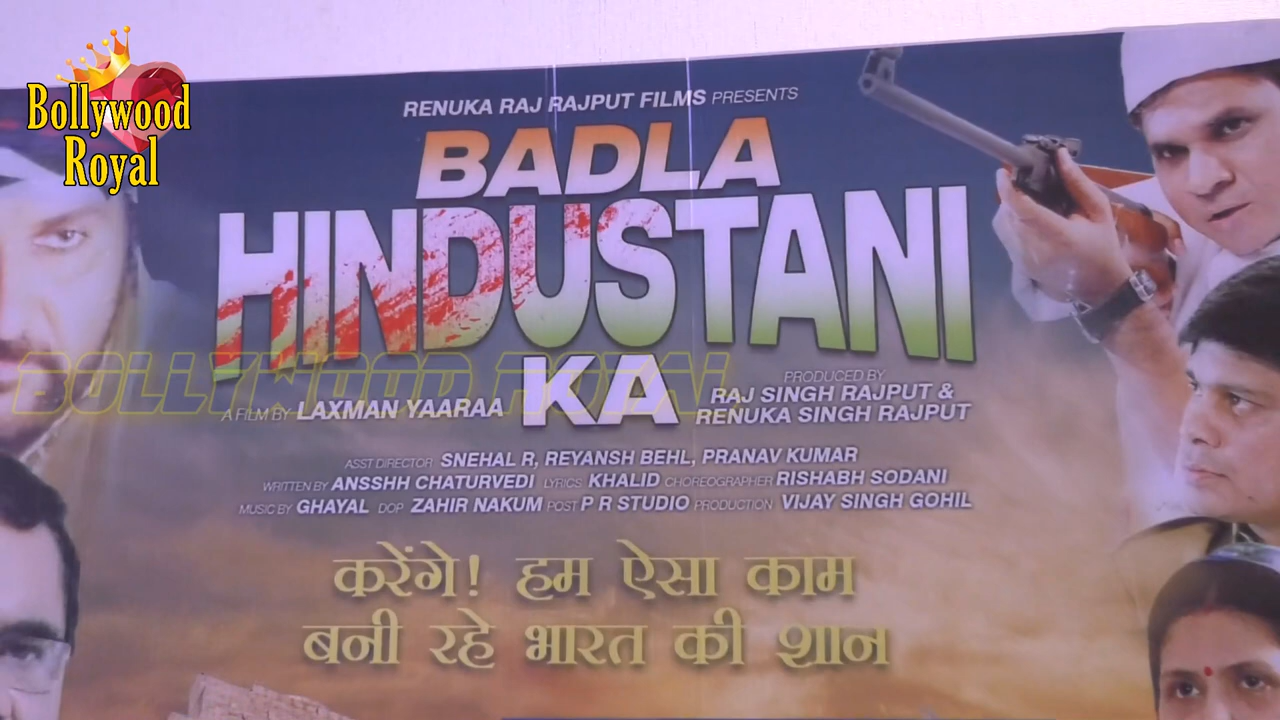 Bollywood
Royal
RENUKA RAJ RAJPUT FILMS PRESENTS
BADLA
HINDUSTANI
KA
BOLLYWOOD ROYAL
A FILM BY LAXMAN YAARAA
PRODUCED BY
RAJ SINGH RAJPUT &
RENUKA SINGH RAJPUT
ASST DIRECTOR SNEHAL R, REYANSH BEHL, PRANAV KUMAR
WRITTEN BY ANSSHH CHATURVEDI LYRICS KHALID CHOREOGRAPHER RISHABH SODANI
MUSIC BY GHAYAL DOP ZAHIR NAKUM POST P R STUDIO PRODUCTION VIJAY SINGH GOHIL
करेंगे! हम ऐसा काम
बनी रहे भारत की शान